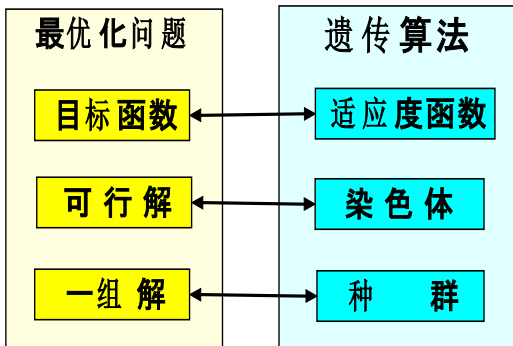 最优化问题
目标函数
可行解
一组解
遗传算法
适应度函数
染色体
种 群